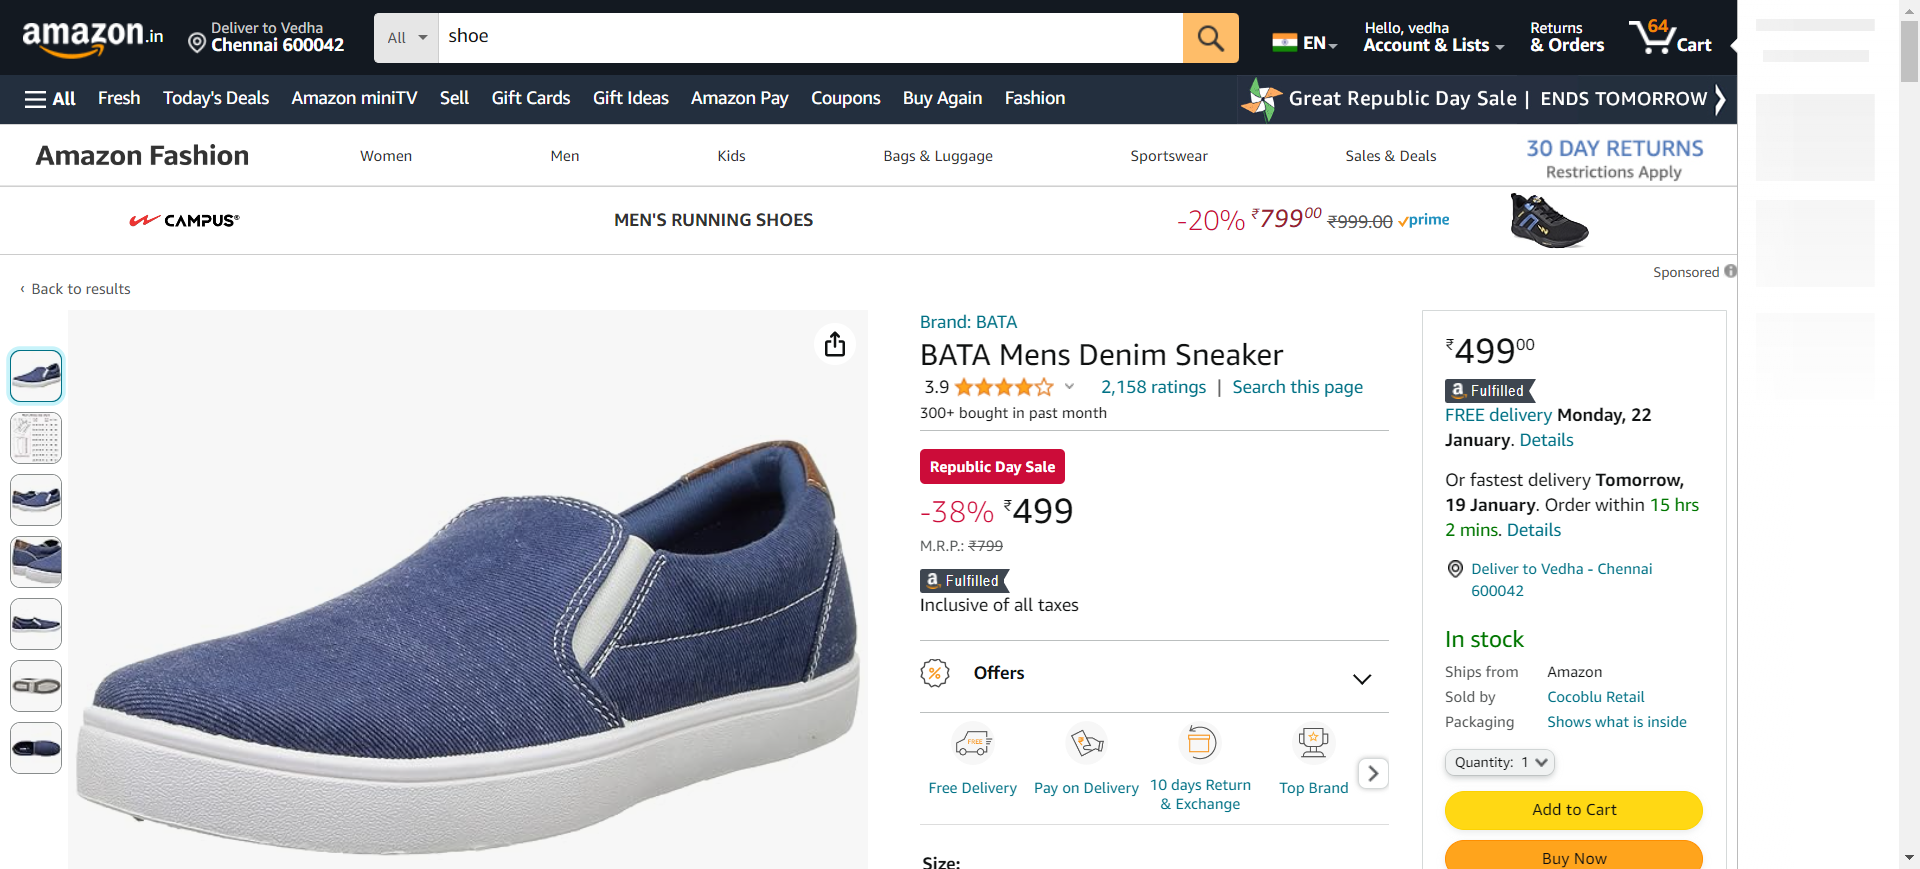 amazon.in
Deliver to Vedha
Chennai 600042
All
shoe
EN
Hello, vedha
Account & Lists
Returns
& Orders
64
Cart
All
Fresh
Today's Deals
Amazon miniTV
Sell
Gift Cards
Gift Ideas
Amazon Pay
Coupons
Buy Again
Fashion
Great Republic Day Sale | ENDS TOMORROW
Amazon Fashion
Women
Men
Kids
Bags & Luggage
Sportswear
Sales & Deals
30 DAY RETURNS
Restrictions Apply
CAMPUS®
MEN'S RUNNING SHOES
-20% ₹799⁰⁰ ₹999.00 prime
Sponsored
‹ Back to results
Brand: BATA
BATA Mens Denim Sneaker
3.9
2,158 ratings | Search this page
300+ bought in past month
Republic Day Sale
-38% ₹499
M.R.P.: ₹799
a Fulfilled
Inclusive of all taxes
% Offers
FREE
Free Delivery
₹
Pay on Delivery
10 days Return
& Exchange
Top Brand
Size:
₹499⁰⁰
a Fulfilled
FREE delivery Monday, 22
January. Details
Or fastest delivery Tomorrow,
19 January. Order within 15 hrs
2 mins. Details
Deliver to Vedha - Chennai
600042
In stock
Ships from Amazon
Sold by Cocoblu Retail
Packaging Shows what is inside
Quantity: 1
Add to Cart
Buy Now